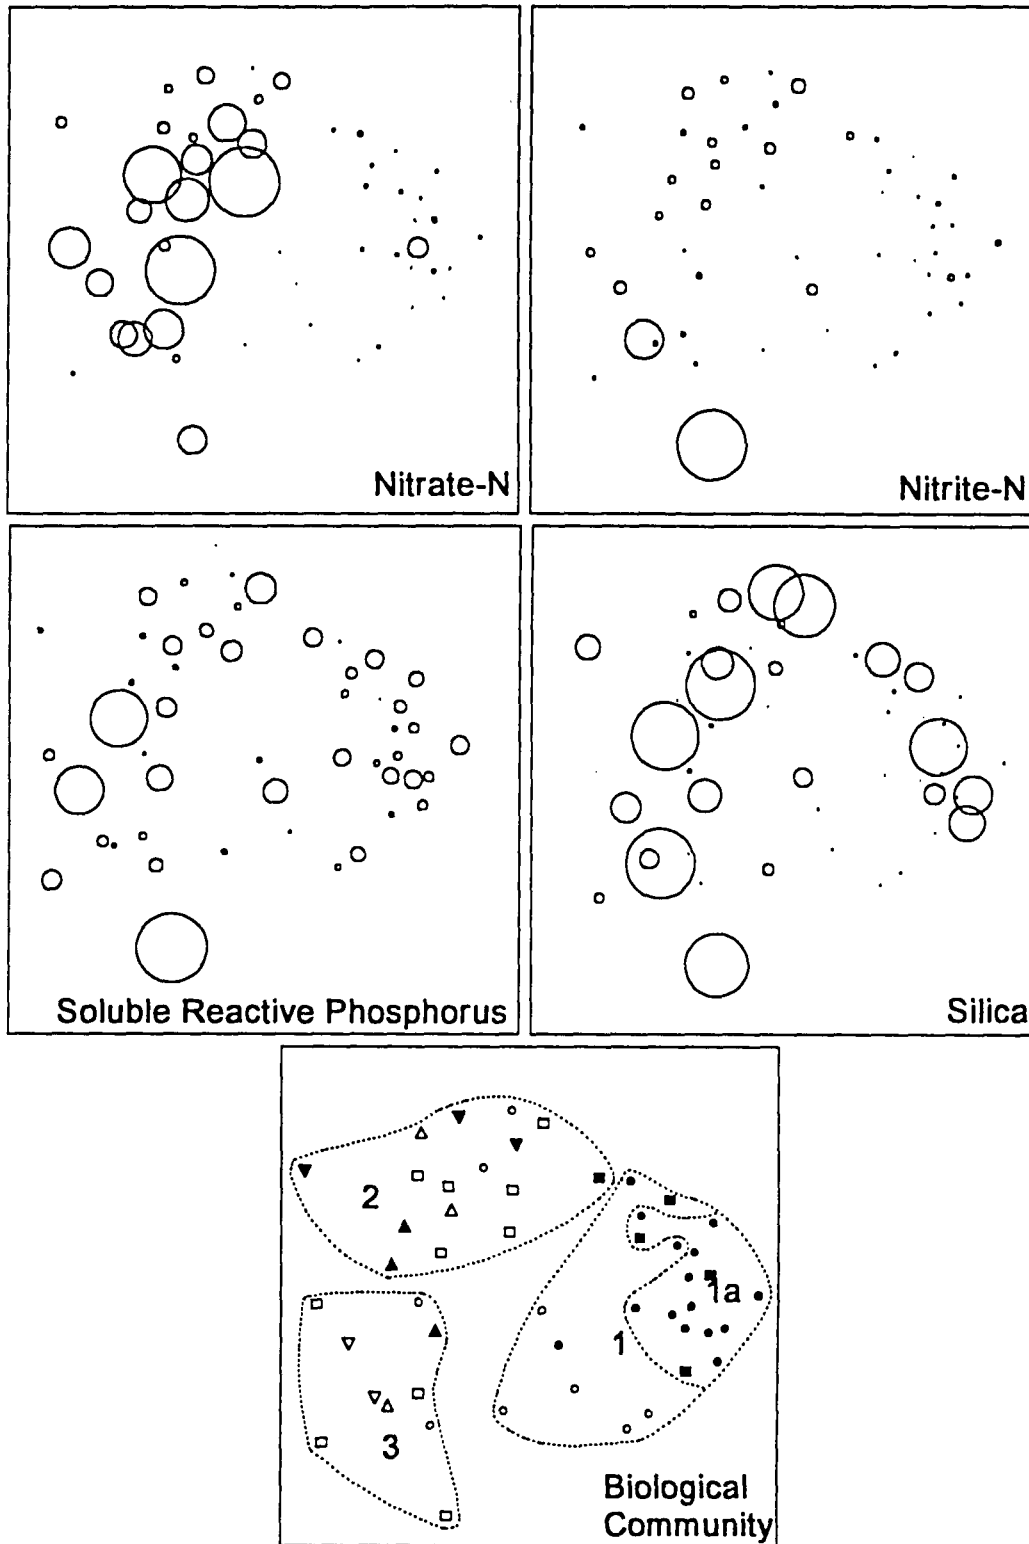 Nitrate-N
Nitrite-N
Soluble Reactive Phosphorus
Silica
2
1a
1
3
Biological
Community